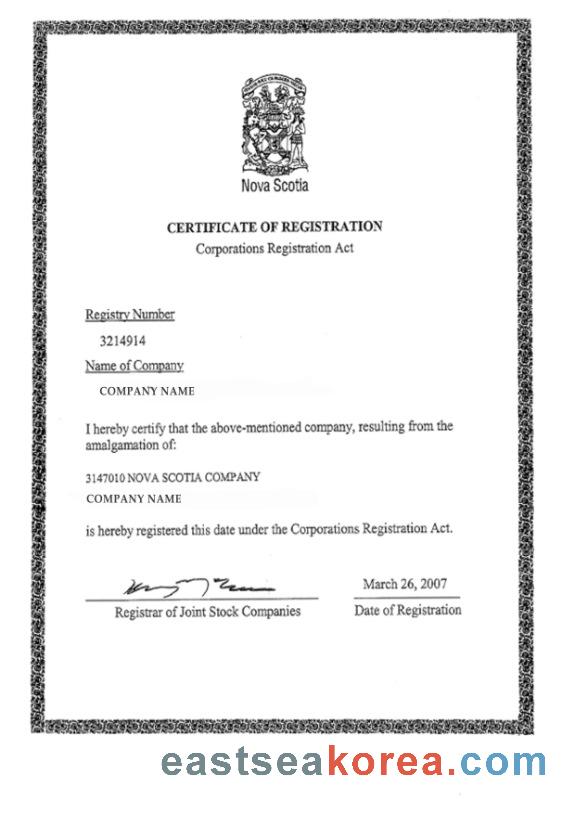 Nova Scotia
CERTIFICATE OF REGISTRATION
Corporations Registration Act
Registry Number
3214914
Name of Company
COMPANY NAME
I hereby certify that the above-mentioned company, resulting from the
amalgamation of:
3147010 NOVA SCOTIA COMPANY
COMPANY NAME
is hereby registered this date under the Corporations Registration Act.
March 26, 2007
Registrar of Joint Stock Companies
Date of Registration
eastseakorea.com